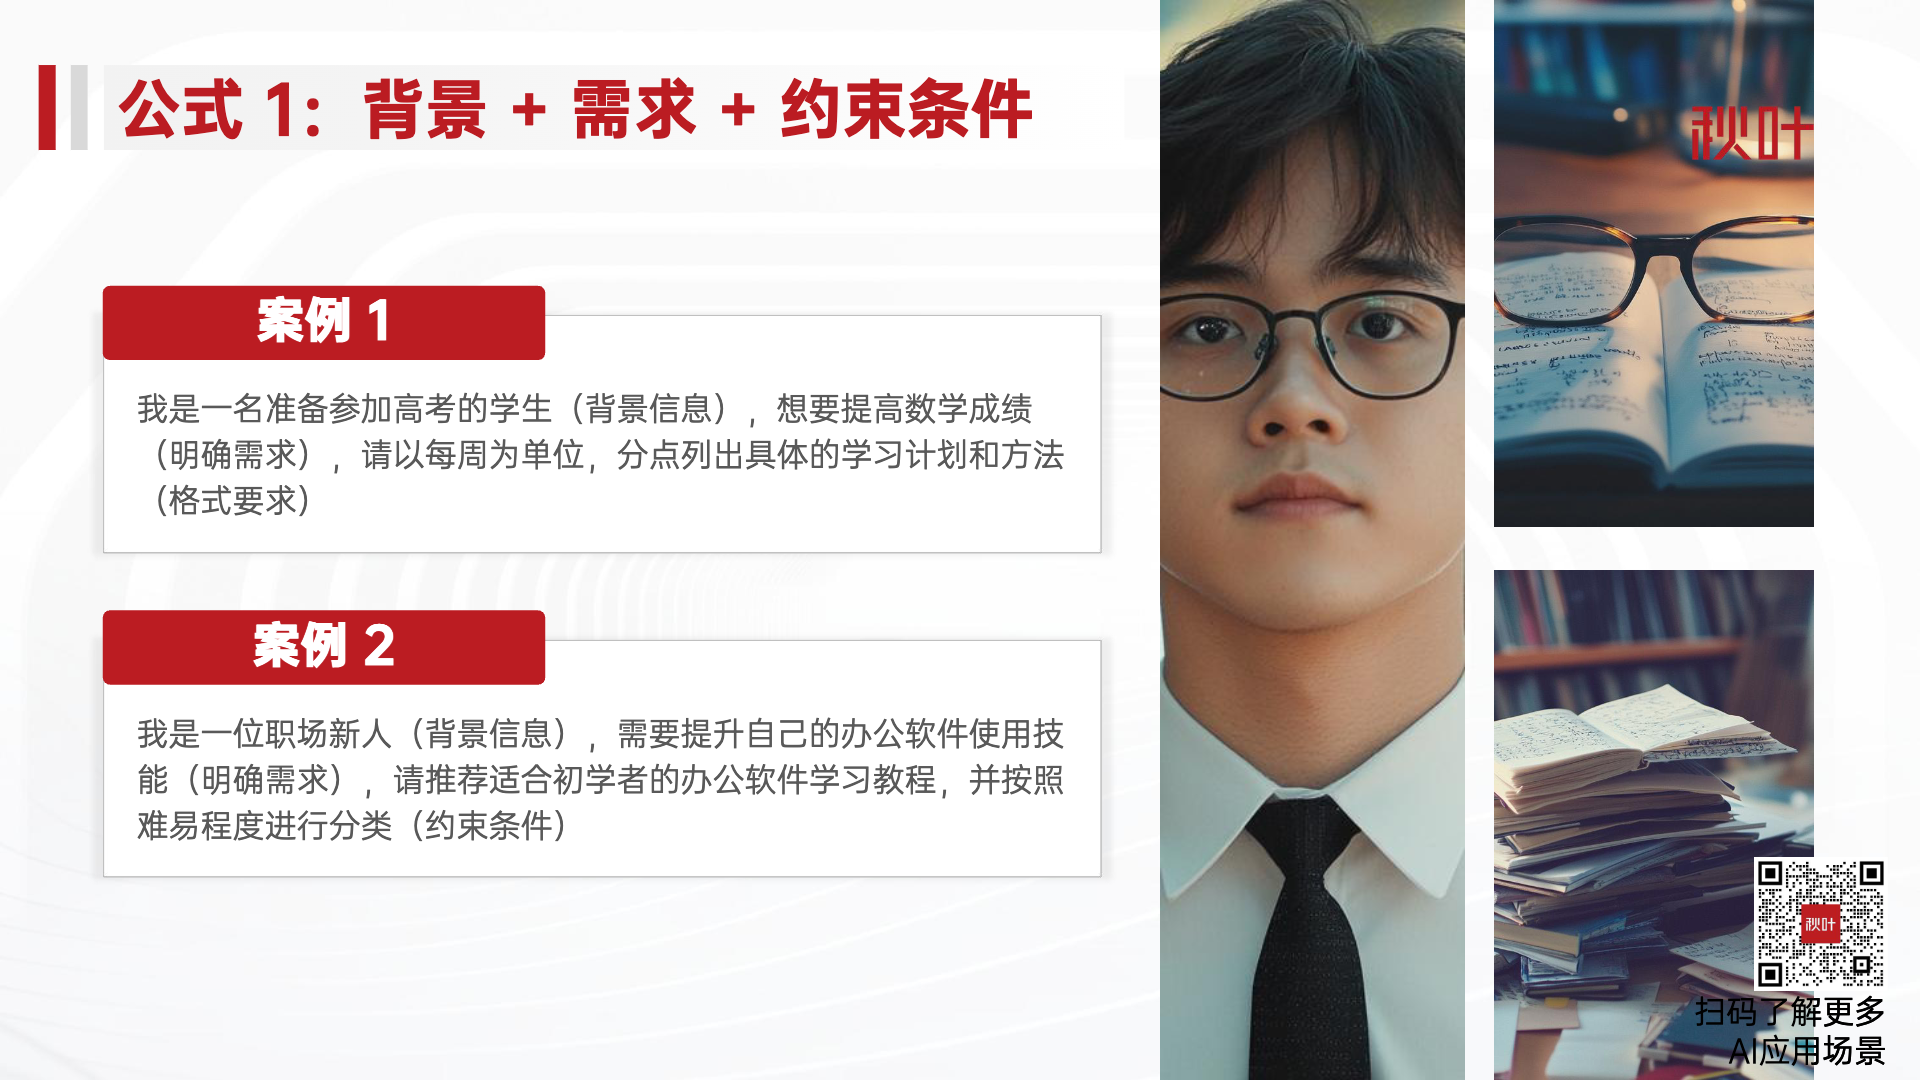 公式 1：背景 + 需求 + 约束条件
秋叶
案例 1
我是一名准备参加高考的学生（背景信息），想要提高数学成绩
（明确需求），请以每周为单位，分点列出具体的学习计划和方法
（格式要求）
案例 2
我是一位职场新人（背景信息），需要提升自己的办公软件使用技
能（明确需求），请推荐适合初学者的办公软件学习教程，并按照
难易程度进行分类（约束条件）
秋叶
扫码了解更多
AI应用场景